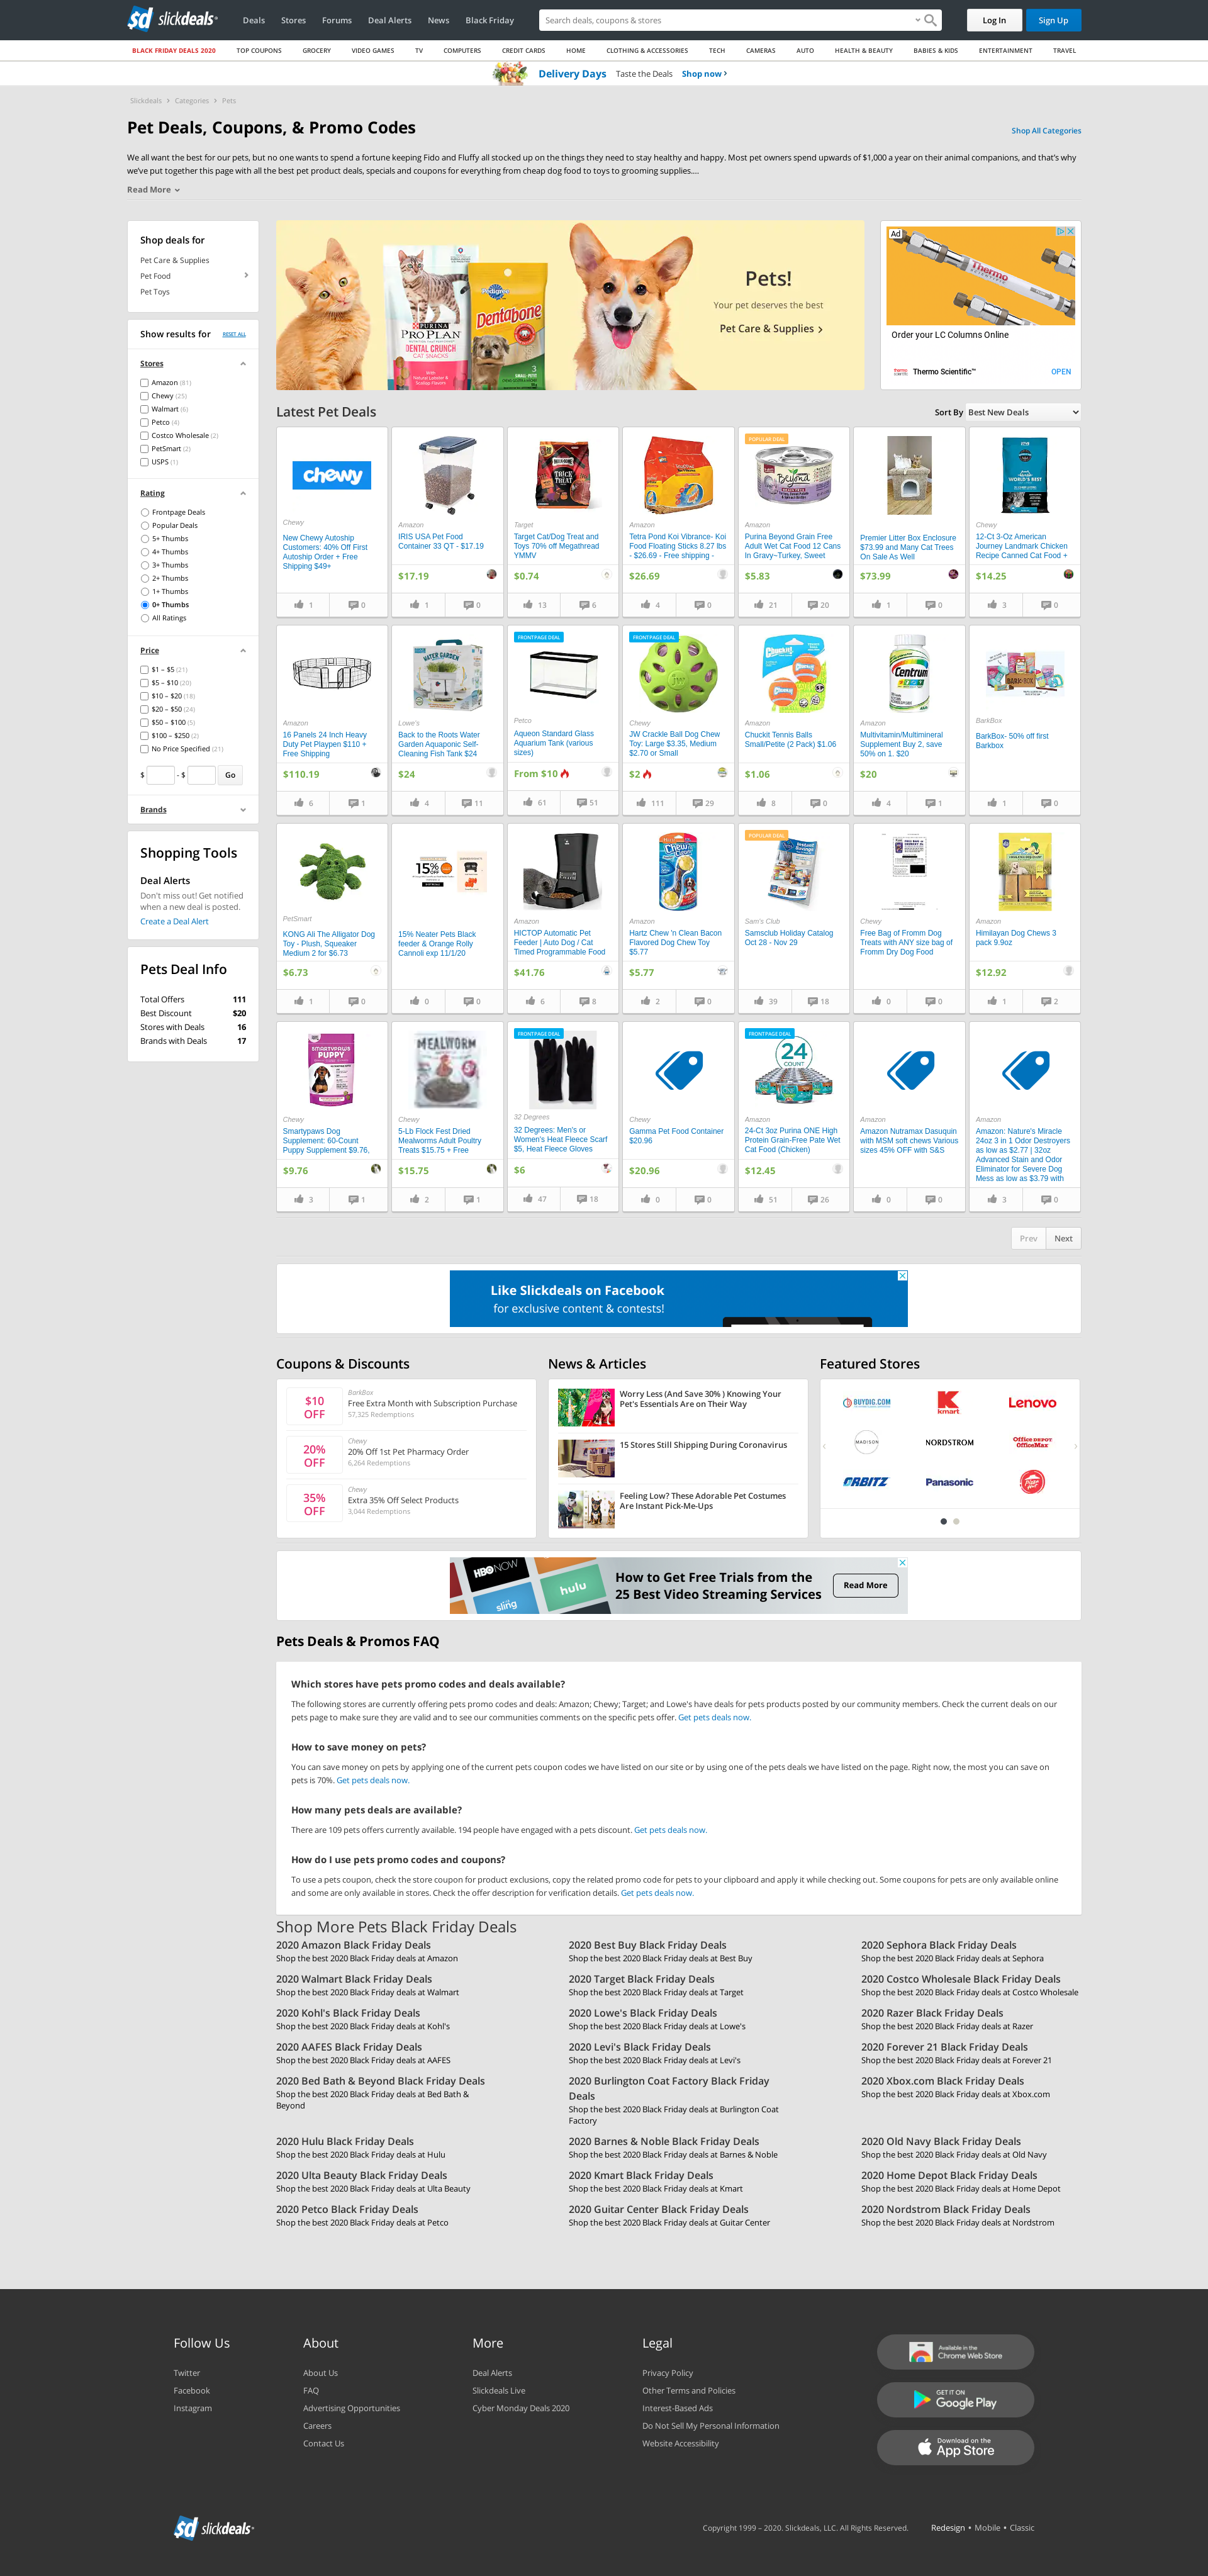 slickdeals
Deals Stores Forums Deal Alerts News Black Friday
Search deals, coupons & stores
Log In Sign Up
BLACK FRIDAY DEALS 2020 TOP COUPONS GROCERY VIDEO GAMES TV COMPUTERS CREDIT CARDS HOME CLOTHING & ACCESSORIES TECH CAMERAS AUTO HEALTH & BEAUTY BABIES & KIDS ENTERTAINMENT TRAVEL
Delivery Days Taste the Deals Shop now
Slickdeals Categories Pets
Pet Deals, Coupons, & Promo Codes
Shop All Categories
We all want the best for our pets, but no one wants to spend a fortune keeping Fido and Fluffy all stocked up on the things they need to stay healthy and happy. Most pet owners spend upwards of $1,000 a year on their animal companions, and that's why
we've put together this page with all the best pet product deals, specials and coupons for everything from cheap dog food to toys to grooming supplies....
Read More
Shop deals for
Pet Care & Supplies
Pet Food
Pet Toys
Show results for RESET ALL
Stores
Amazon (81)
Chewy (25)
Walmart (6)
Petco (4)
Costco Wholesale (2)
PetSmart (2)
USPS (1)
Rating
Frontpage Deals
Popular Deals
5+ Thumbs
4+ Thumbs
3+ Thumbs
2+ Thumbs
1+ Thumbs
0+ Thumbs
All Ratings
Price
$1 – $5 (21)
$5 – $10 (20)
$10 – $20 (18)
$20 – $50 (24)
$50 – $100 (5)
$100 – $250 (2)
No Price Specified (21)
$ - $ Go
Brands
Shopping Tools
Deal Alerts
Don't miss out! Get notified
when a new deal is posted.
Create a Deal Alert
Pets Deal Info
Total Offers 111
Best Discount $20
Stores with Deals 16
Brands with Deals 17
PURINA
PRO PLAN
DENTAL CRUNCH
CAT SNACKS
Pedigree
Dentabone
Pets!
Your pet deserves the best
Pet Care & Supplies
Ad
Thermo
Order your LC Columns Online
Thermo Scientific™ OPEN
Latest Pet Deals
Sort By Best New Deals
chewy
Chewy
New Chewy Autoship
Customers: 40% Off First
Autoship Order + Free
Shipping $49+
1 0
Amazon
IRIS USA Pet Food
Container 33 QT - $17.19
$17.19
1 0
TRICK TREAT
Target
Target Cat/Dog Treat and
Toys 70% off Megathread
YMMV
$0.74
13 6
Amazon
Tetra Pond Koi Vibrance- Koi
Food Floating Sticks 8.27 lbs
- $26.69 - Free shipping -
$26.69
4 0
POPULAR DEAL
Beyond
Amazon
Purina Beyond Grain Free
Adult Wet Cat Food 12 Cans
In Gravy~Turkey, Sweet
$5.83
21 20
Premier Litter Box Enclosure
$73.99 and Many Cat Trees
On Sale As Well
$73.99
1 0
WORLD'S BEST
Chewy
12-Ct 3-Oz American
Journey Landmark Chicken
Recipe Canned Cat Food +
$14.25
3 0
Amazon
16 Panels 24 Inch Heavy
Duty Pet Playpen $110 +
Free Shipping
$110.19
6 1
WATER GARDEN
Lowe's
Back to the Roots Water
Garden Aquaponic Self-
Cleaning Fish Tank $24
$24
4 11
FRONTPAGE DEAL
Petco
Aqueon Standard Glass
Aquarium Tank (various
sizes)
From $10
61 51
FRONTPAGE DEAL
Chewy
JW Crackle Ball Dog Chew
Toy: Large $3.35, Medium
$2.70 or Small
$2
111 29
Chuckit!
Amazon
Chuckit Tennis Balls
Small/Petite (2 Pack) $1.06
$1.06
8 0
Centrum
Amazon
Multivitamin/Multimineral
Supplement Buy 2, save
50% on 1. $20
$20
4 1
BARK-BOX
BarkBox
BarkBox- 50% off first
Barkbox
1 0
PetSmart
KONG Ali The Alligator Dog
Toy - Plush, Squeaker
Medium 2 for $6.73
$6.73
1 0
15% OFF
15% Neater Pets Black
feeder & Orange Rolly
Cannoli exp 11/1/20
0 0
Amazon
HICTOP Automatic Pet
Feeder | Auto Dog / Cat
Timed Programmable Food
$41.76
6 8
Chew Clean
Amazon
Hartz Chew 'n Clean Bacon
Flavored Dog Chew Toy
$5.77
$5.77
2 0
POPULAR DEAL
Sam's Club
Samsclub Holiday Catalog
Oct 28 - Nov 29
39 18
Chewy
Free Bag of Fromm Dog
Treats with ANY size bag of
Fromm Dry Dog Food
0 0
Amazon
Himilayan Dog Chews 3
pack 9.9oz
$12.92
1 2
PUPPY
Chewy
Smartypaws Dog
Supplement: 60-Count
Puppy Supplement $9.76,
$9.76
3 1
MEALWORM
Chewy
5-Lb Flock Fest Dried
Mealworms Adult Poultry
Treats $15.75 + Free
$15.75
2 1
FRONTPAGE DEAL
32 Degrees
32 Degrees: Men's or
Women's Heat Fleece Scarf
$5, Heat Fleece Gloves
$6
47 18
Chewy
Gamma Pet Food Container
$20.96
$20.96
0 0
FRONTPAGE DEAL
24
COUNT
Amazon
24-Ct 3oz Purina ONE High
Protein Grain-Free Pate Wet
Cat Food (Chicken)
$12.45
51 26
Amazon
Amazon Nutramax Dasuquin
with MSM soft chews Various
sizes 45% OFF with S&S
0 0
Amazon
Amazon: Nature's Miracle
24oz 3 in 1 Odor Destroyers
as low as $2.77 | 32oz
Advanced Stain and Odor
Eliminator for Severe Dog
Mess as low as $3.79 with
3 0
Prev Next
Like Slickdeals on Facebook
for exclusive content & contests!
Coupons & Discounts
$10 OFF
BarkBox
Free Extra Month with Subscription Purchase
57,325 Redemptions
20% OFF
Chewy
20% Off 1st Pet Pharmacy Order
6,264 Redemptions
35% OFF
Chewy
Extra 35% Off Select Products
3,044 Redemptions
News & Articles
Worry Less (And Save 30% ) Knowing Your
Pet's Essentials Are on Their Way
15 Stores Still Shipping During Coronavirus
Feeling Low? These Adorable Pet Costumes
Are Instant Pick-Me-Ups
Featured Stores
BUYDIG.COM kmart Lenovo
MADISON NORDSTROM Office DEPOT OfficeMax
ORBITZ Panasonic Pizza Hut
HBO NOW
hulu
sling
How to Get Free Trials from the
25 Best Video Streaming Services
Read More
Pets Deals & Promos FAQ
Which stores have pets promo codes and deals available?
The following stores are currently offering pets promo codes and deals: Amazon; Chewy; Target; and Lowe's have deals for pets products posted by our community members. Check the current deals on our
pets page to make sure they are valid and to see our communities comments on the specific pets offer. Get pets deals now.
How to save money on pets?
You can save money on pets by applying one of the current pets coupon codes we have listed on our site or by using one of the pets deals we have listed on the page. Right now, the most you can save on
pets is 70%. Get pets deals now.
How many pets deals are available?
There are 109 pets offers currently available. 194 people have engaged with a pets discount. Get pets deals now.
How do I use pets promo codes and coupons?
To use a pets coupon, check the store coupon for product exclusions, copy the related promo code for pets to your clipboard and apply it while checking out. Some coupons for pets are only available online
and some are only available in stores. Check the offer description for verification details. Get pets deals now.
Shop More Pets Black Friday Deals
2020 Amazon Black Friday Deals
Shop the best 2020 Black Friday deals at Amazon
2020 Best Buy Black Friday Deals
Shop the best 2020 Black Friday deals at Best Buy
2020 Sephora Black Friday Deals
Shop the best 2020 Black Friday deals at Sephora
2020 Walmart Black Friday Deals
Shop the best 2020 Black Friday deals at Walmart
2020 Target Black Friday Deals
Shop the best 2020 Black Friday deals at Target
2020 Costco Wholesale Black Friday Deals
Shop the best 2020 Black Friday deals at Costco Wholesale
2020 Kohl's Black Friday Deals
Shop the best 2020 Black Friday deals at Kohl's
2020 Lowe's Black Friday Deals
Shop the best 2020 Black Friday deals at Lowe's
2020 Razer Black Friday Deals
Shop the best 2020 Black Friday deals at Razer
2020 AAFES Black Friday Deals
Shop the best 2020 Black Friday deals at AAFES
2020 Levi's Black Friday Deals
Shop the best 2020 Black Friday deals at Levi's
2020 Forever 21 Black Friday Deals
Shop the best 2020 Black Friday deals at Forever 21
2020 Bed Bath & Beyond Black Friday Deals
Shop the best 2020 Black Friday deals at Bed Bath &
Beyond
2020 Burlington Coat Factory Black Friday
Deals
Shop the best 2020 Black Friday deals at Burlington Coat
Factory
2020 Xbox.com Black Friday Deals
Shop the best 2020 Black Friday deals at Xbox.com
2020 Hulu Black Friday Deals
Shop the best 2020 Black Friday deals at Hulu
2020 Barnes & Noble Black Friday Deals
Shop the best 2020 Black Friday deals at Barnes & Noble
2020 Old Navy Black Friday Deals
Shop the best 2020 Black Friday deals at Old Navy
2020 Ulta Beauty Black Friday Deals
Shop the best 2020 Black Friday deals at Ulta Beauty
2020 Kmart Black Friday Deals
Shop the best 2020 Black Friday deals at Kmart
2020 Home Depot Black Friday Deals
Shop the best 2020 Black Friday deals at Home Depot
2020 Petco Black Friday Deals
Shop the best 2020 Black Friday deals at Petco
2020 Guitar Center Black Friday Deals
Shop the best 2020 Black Friday deals at Guitar Center
2020 Nordstrom Black Friday Deals
Shop the best 2020 Black Friday deals at Nordstrom
Follow Us
Twitter
Facebook
Instagram
About
About Us
FAQ
Advertising Opportunities
Careers
Contact Us
More
Deal Alerts
Slickdeals Live
Cyber Monday Deals 2020
Legal
Privacy Policy
Other Terms and Policies
Interest-Based Ads
Do Not Sell My Personal Information
Website Accessibility
Available in the
Chrome Web Store
GET IT ON
Google Play
Download on the
App Store
slickdeals
Copyright 1999 – 2020. Slickdeals, LLC. All Rights Reserved. Redesign • Mobile • Classic